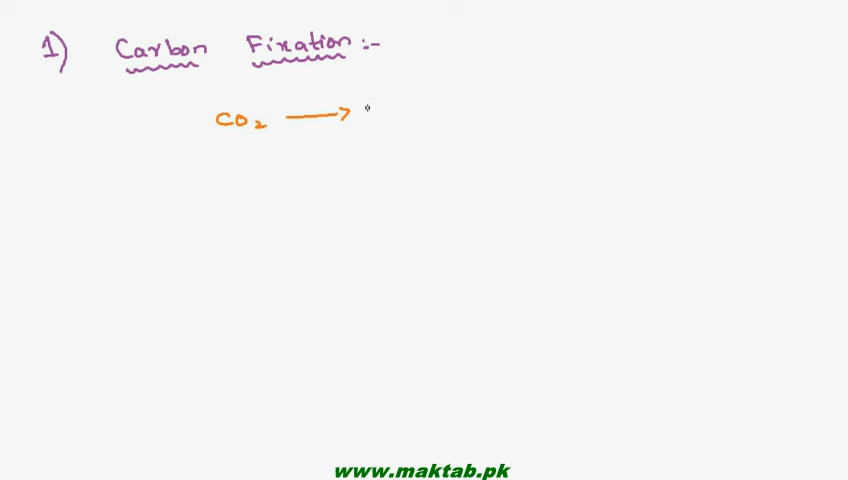 1) Carbon Fixation :-
CO₂ ⟶
www.maktab.pk